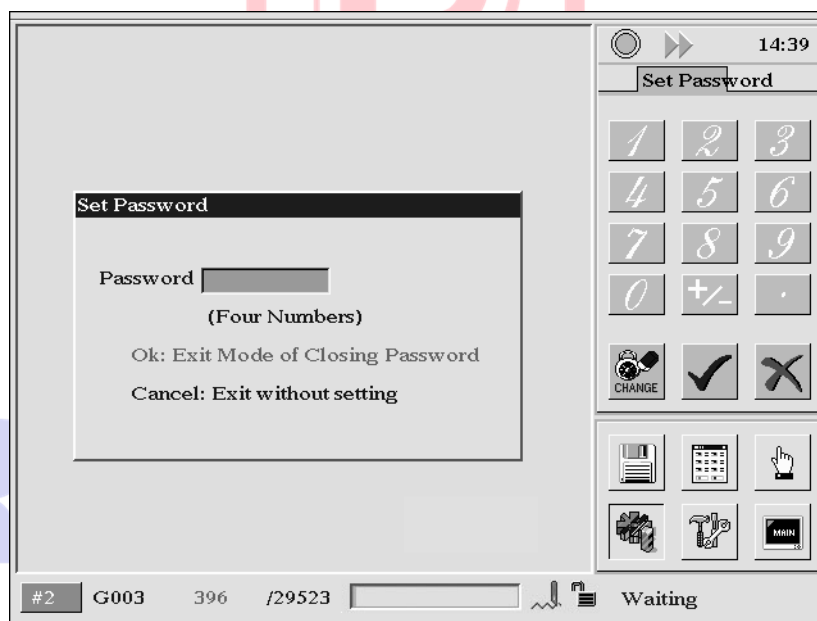 14:39
Set Password
1 2 3
4 5 6
7 8 9
0 +/- .
CHANGE
MAIN
Set Password
Password
(Four Numbers)
Ok: Exit Mode of Closing Password
Cancel: Exit without setting
#2 G003 396 /29523 Waiting